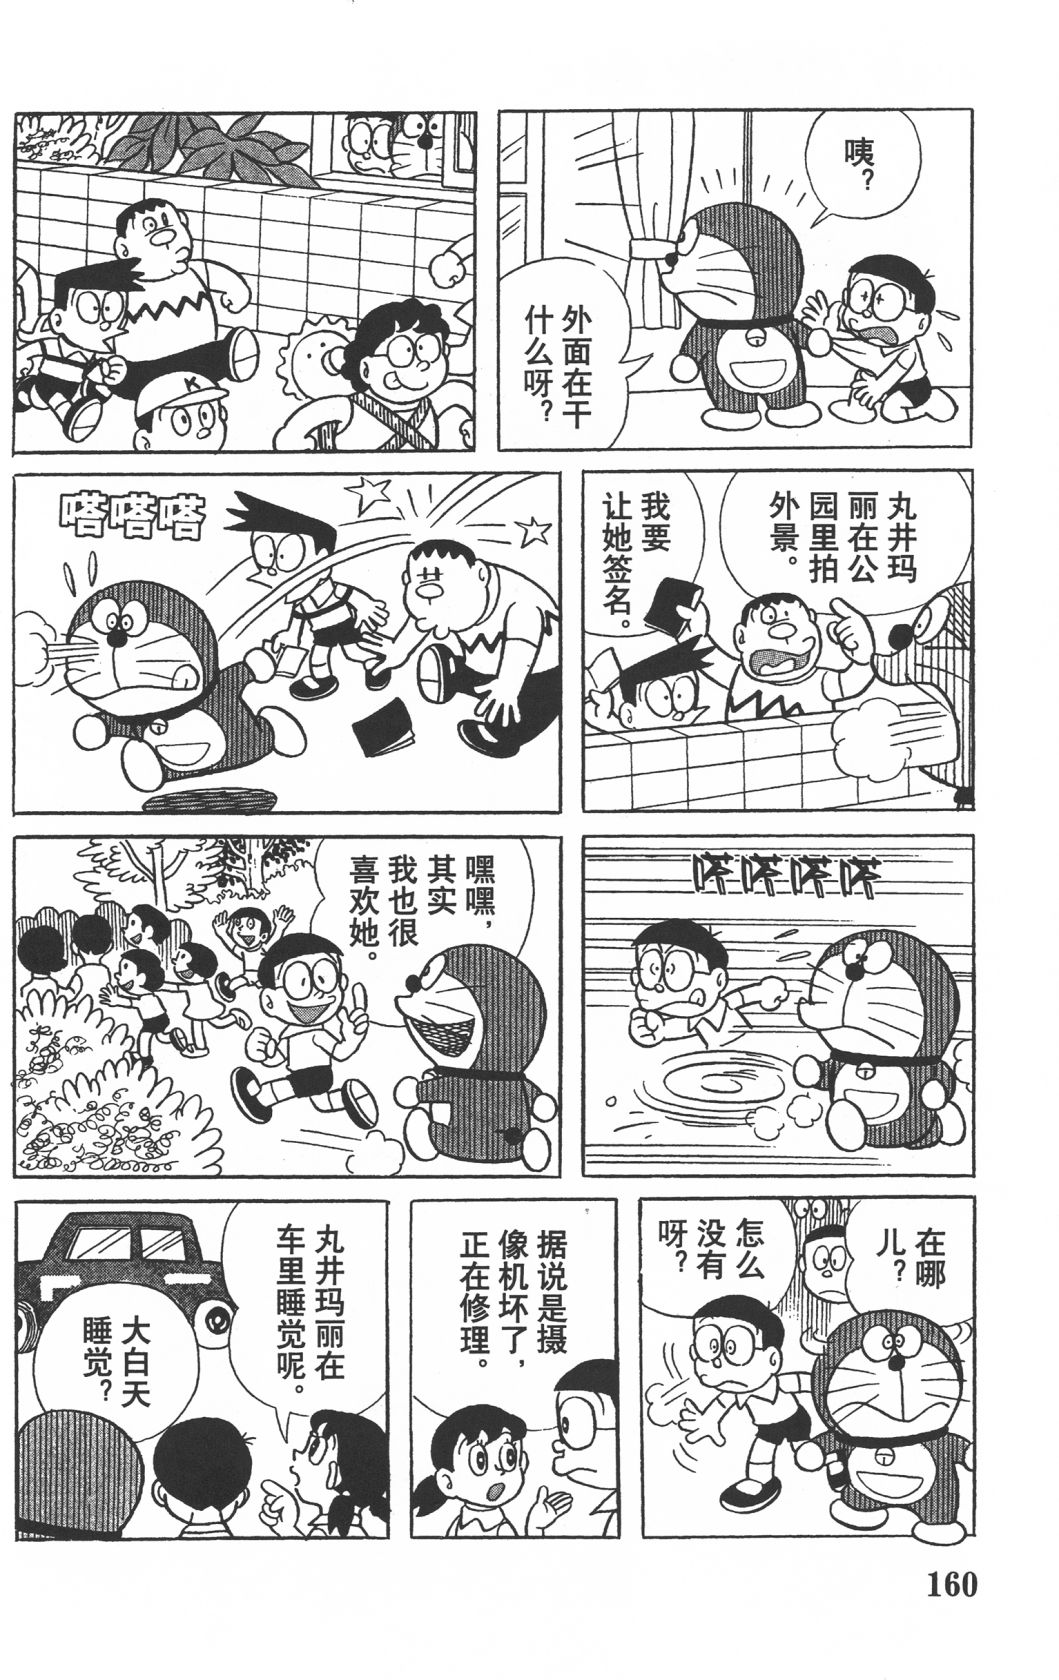 咦？
外面在干
什么呀？
丸井玛
丽在公
园里拍
外景。
我要
让她签名。
嗒嗒嗒
嗒嗒嗒嗒
嘿嘿，
其实
我也很
喜欢她。
在哪
儿？
怎么
没有
呀？
据说是摄
像机坏了，
正在修理。
丸井玛丽在
车里睡觉呢。
大白天
睡觉？
K
160